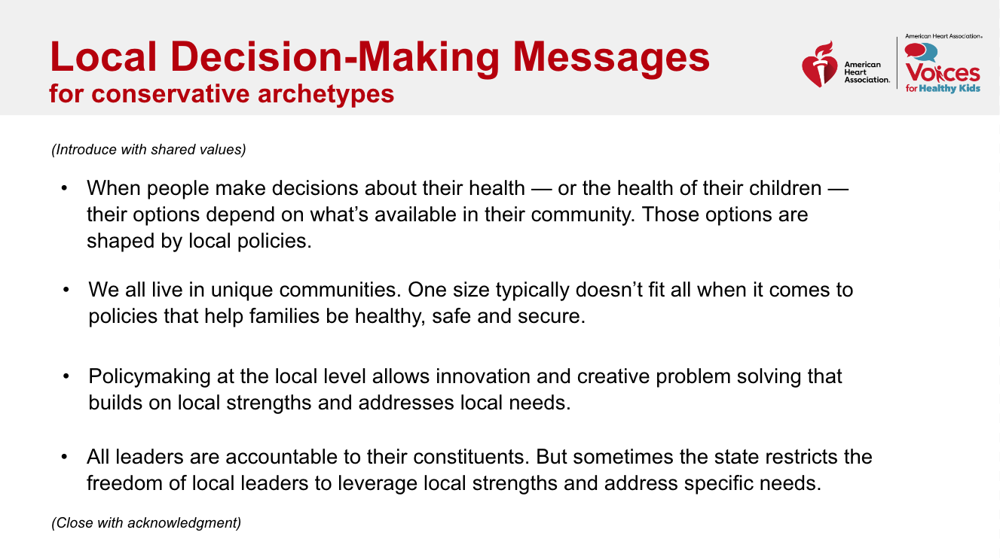 Local Decision-Making Messages
for conservative archetypes
American
Heart
Association.
American Heart Association®
Voices
for Healthy Kids
(Introduce with shared values)
• When people make decisions about their health — or the health of their children —
their options depend on what’s available in their community. Those options are
shaped by local policies.
• We all live in unique communities. One size typically doesn’t fit all when it comes to
policies that help families be healthy, safe and secure.
• Policymaking at the local level allows innovation and creative problem solving that
builds on local strengths and addresses local needs.
• All leaders are accountable to their constituents. But sometimes the state restricts the
freedom of local leaders to leverage local strengths and address specific needs.
(Close with acknowledgment)